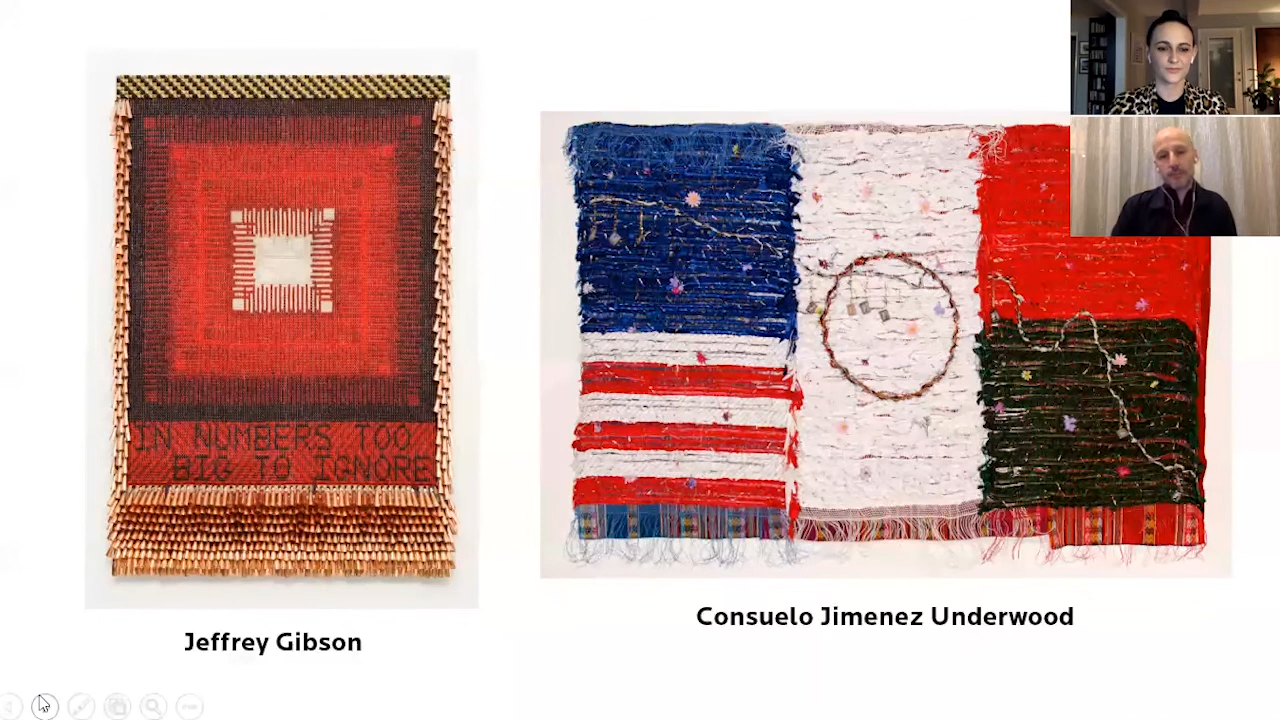 IN NUMBERS TOO
BIG TO IGNORE
Jeffrey Gibson
Consuelo Jimenez Underwood